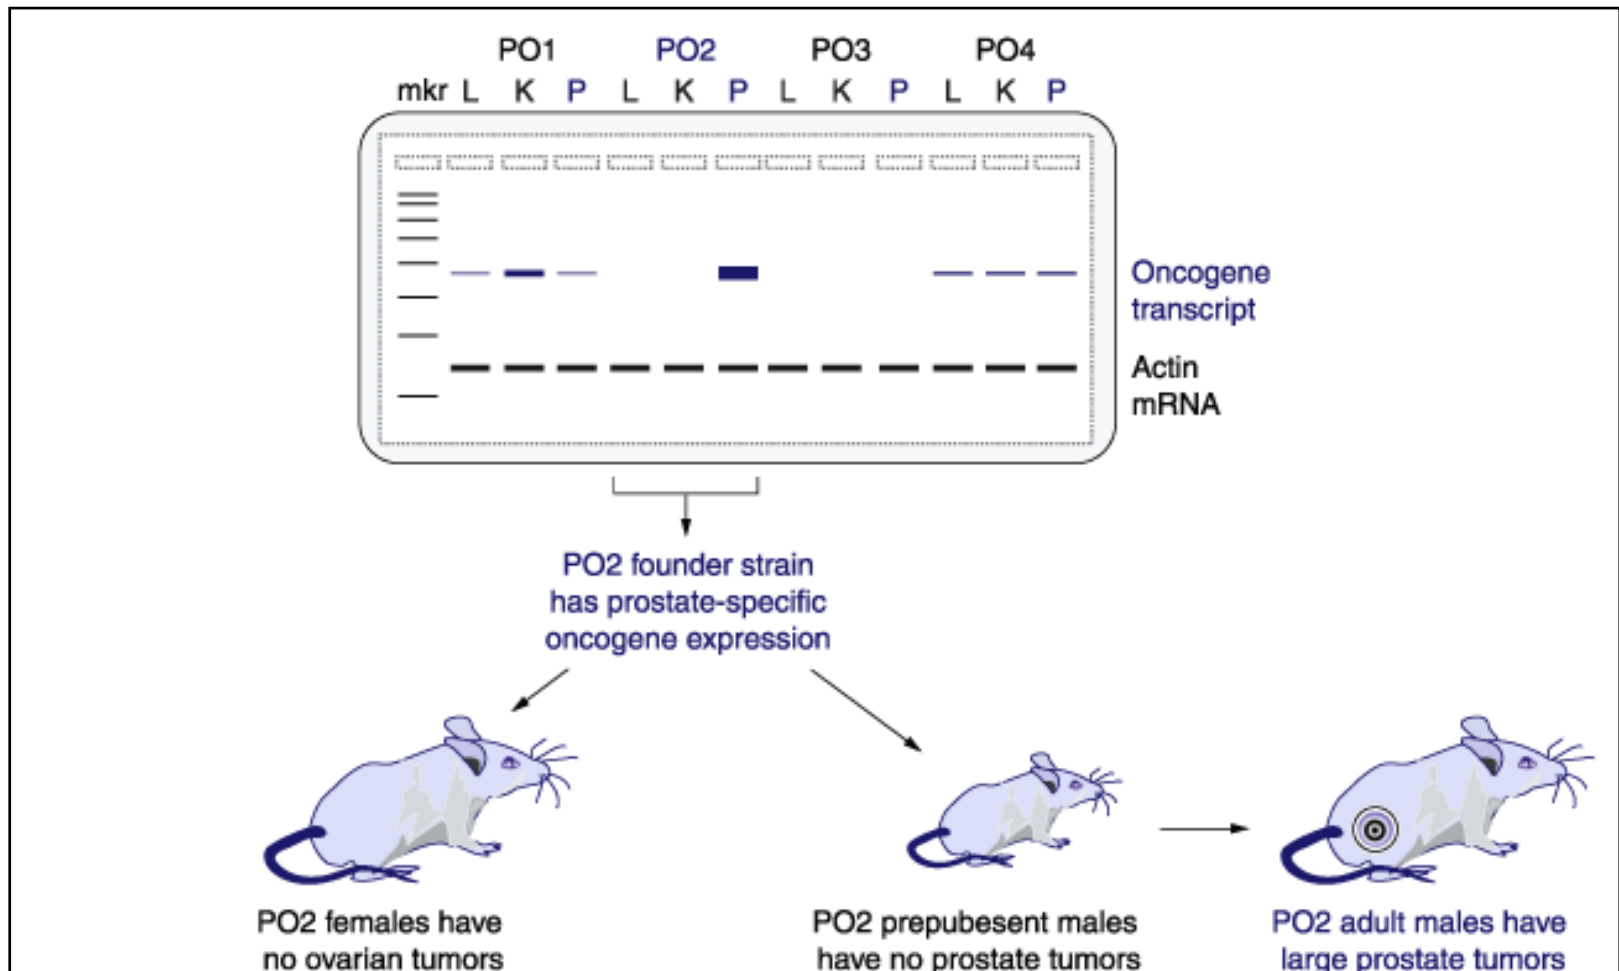 PO1 PO2 PO3 PO4
mkr L K P L K P L K P L K P
Oncogene
transcript
Actin
mRNA
PO2 founder strain
has prostate-specific
oncogene expression
PO2 females have
no ovarian tumors
PO2 prepubesent males
have no prostate tumors
PO2 adult males have
large prostate tumors